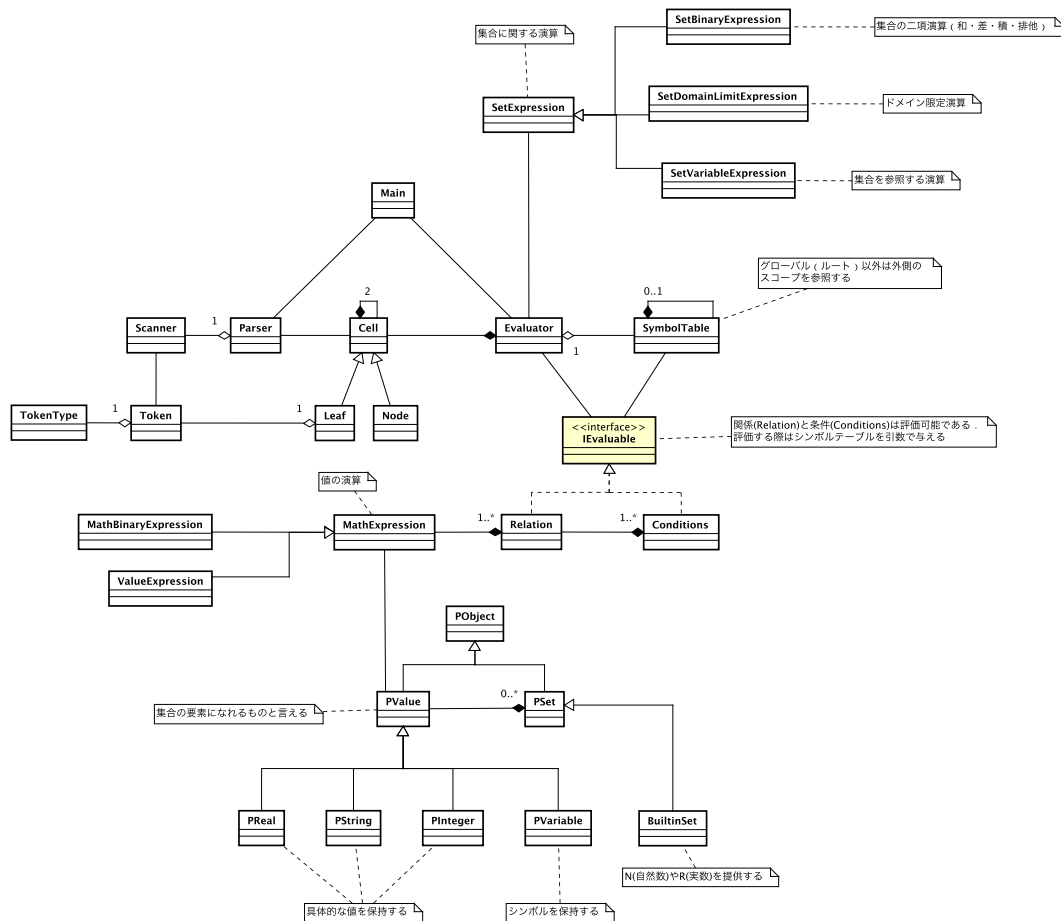 SetBinaryExpression
集合の二項演算（和・差・積・排他）
集合に関する演算
SetExpression
SetDomainLimitExpression
ドメイン限定演算
SetVariableExpression
集合を参照する演算
Main
グローバル（ルート）以外は外側の
スコープを参照する
2
0..1
1
Scanner
Parser
Cell
Evaluator
SymbolTable
1
TokenType
1
Token
1
Leaf
Node
<<interface>>
IEvaluable
関係(Relation)と条件(Conditions)は評価可能である．
評価する際はシンボルテーブルを引数で与える
値の演算
MathBinaryExpression
MathExpression
1..*
Relation
1..*
Conditions
ValueExpression
PObject
集合の要素になれるものと言える
PValue
0..*
PSet
PReal
PString
PInteger
PVariable
BuiltinSet
N(自然数)やR(実数)を提供する
具体的な値を保持する
シンボルを保持する